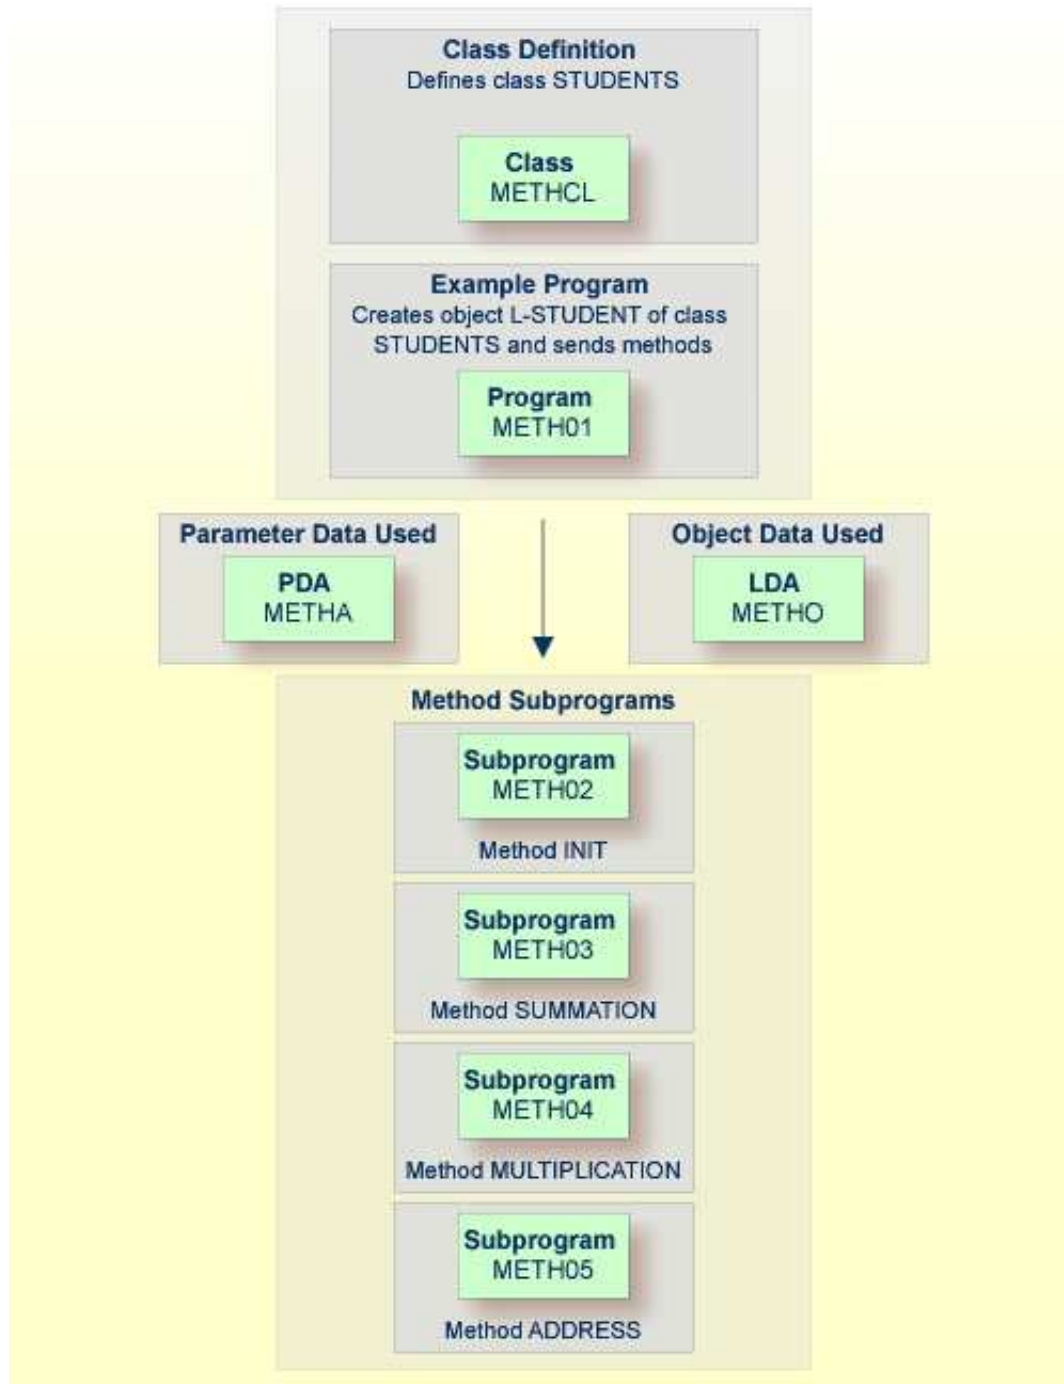 Class Definition
Defines class STUDENTS
Class
METHCL
Example Program
Creates object L-STUDENT of class
STUDENTS and sends methods
Program
METH01
Parameter Data Used
PDA
METHA
Object Data Used
LDA
METHO
Method Subprograms
Subprogram
METH02
Method INIT
Subprogram
METH03
Method SUMMATION
Subprogram
METH04
Method MULTIPLICATION
Subprogram
METH05
Method ADDRESS